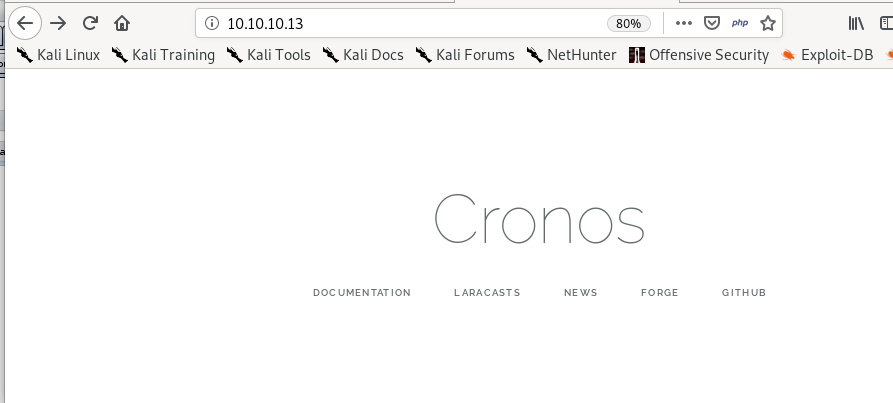 10.10.10.13 80% php
Kali Linux Kali Training Kali Tools Kali Docs Kali Forums NetHunter Offensive Security Exploit-DB
Cronos
DOCUMENTATION LARACASTS NEWS FORGE GITHUB